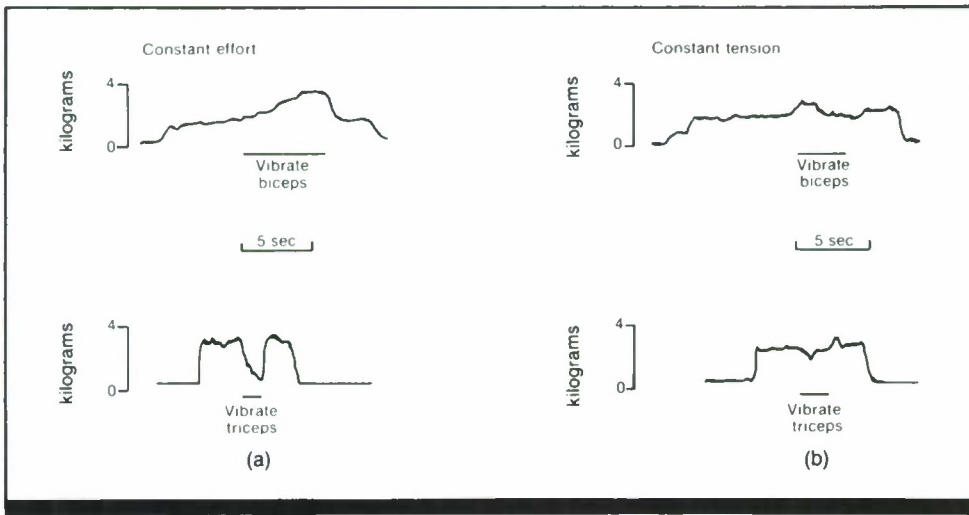 Constant effort
kilograms
4
0
Vibrate
biceps
5 sec
kilograms
4
0
Vibrate
triceps
(a)
Constant tension
kilograms
4
0
Vibrate
biceps
5 sec
kilograms
4
0
Vibrate
triceps
(b)